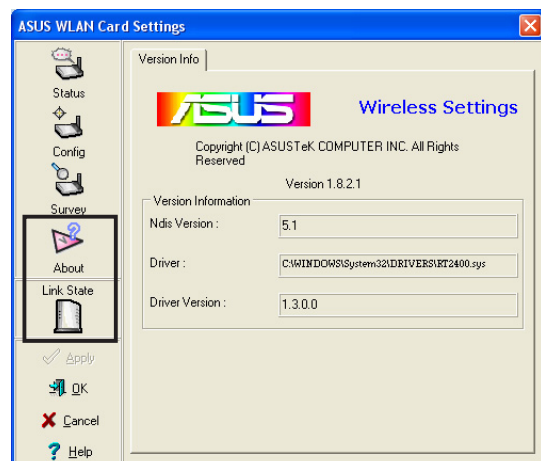 ASUS WLAN Card Settings
Status
Config
Survey
About
Link State
Apply
OK
Cancel
Help
Version Info
ASUS
Wireless Settings
Copyright (C) ASUSTeK COMPUTER INC. All Rights
Reserved
Version 1.8.2.1
Version Information
Ndis Version :
5.1
Driver :
C:\WINDOWS\System32\DRIVERS\RT2400.sys
Driver Version :
1.3.0.0